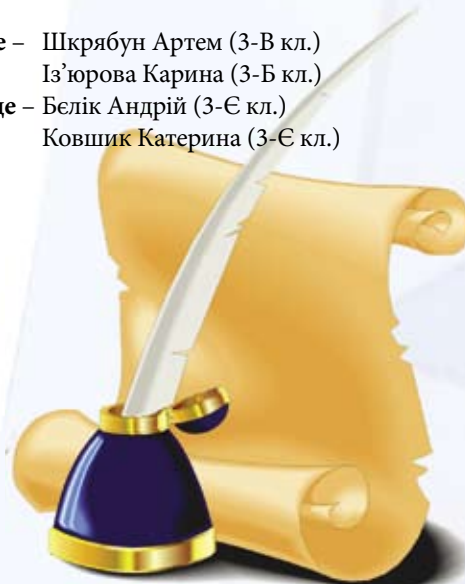 е – Шкрябун Артем (3-В кл.)
Із’юрова Карина (3-Б кл.)
це – Бєлік Андрій (3-Є кл.)
Ковшик Катерина (3-Є кл.)